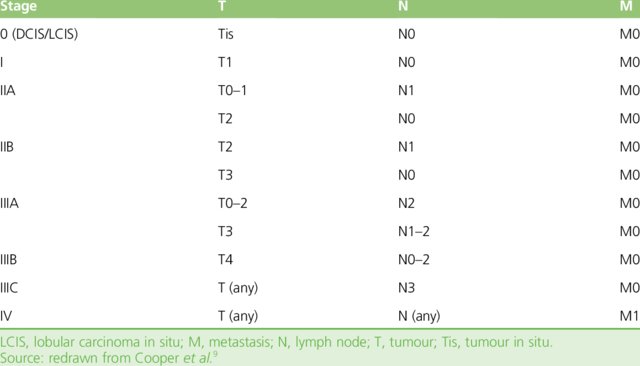 Stage T N M
0 (DCIS/LCIS) Tis N0 M0
I T1 N0 M0
IIA T0–1 N1 M0
T2 N0 M0
IIB T2 N1 M0
T3 N0 M0
IIIA T0–2 N2 M0
T3 N1–2 M0
IIIB T4 N0–2 M0
IIIC T (any) N3 M0
IV T (any) N (any) M1
LCIS, lobular carcinoma in situ; M, metastasis; N, lymph node; T, tumour; Tis, tumour in situ.
Source: redrawn from Cooper et al.⁹